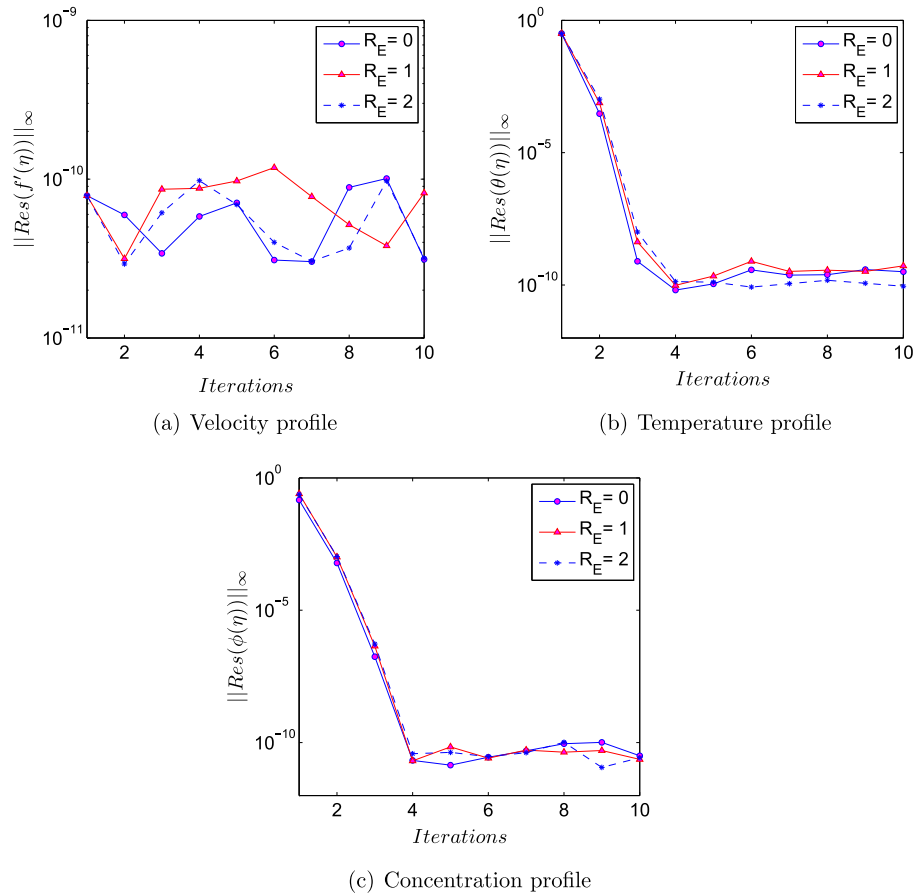 10^-9
10^-10
10^-11
||Res(f′(η))||∞
R_E= 0
R_E= 1
R_E= 2
2 4 6 8 10
Iterations
(a) Velocity profile
10^0
10^-5
10^-10
||Res(θ(η))||∞
R_E= 0
R_E= 1
R_E= 2
2 4 6 8 10
Iterations
(b) Temperature profile
10^0
10^-5
10^-10
||Res(ϕ(η))||∞
R_E= 0
R_E= 1
R_E= 2
2 4 6 8 10
Iterations
(c) Concentration profile